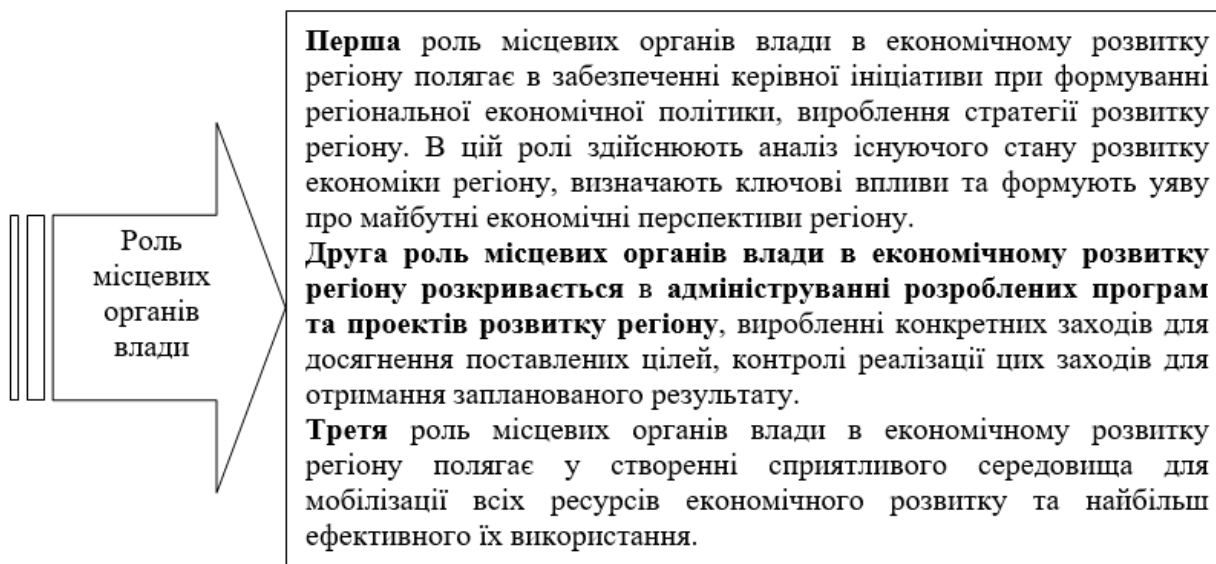 Роль
місцевих
органів
влади
Перша роль місцевих органів влади в економічному розвитку
регіону полягає в забезпеченні керівної ініціативи при формуванні
регіональної економічної політики, вироблення стратегії розвитку
регіону. В цій ролі здійснюють аналіз існуючого стану розвитку
економіки регіону, визначають ключові впливи та формують уяву
про майбутні економічні перспективи регіону.
Друга роль місцевих органів влади в економічному розвитку
регіону розкривається в адмініструванні розроблених програм
та проектів розвитку регіону, виробленні конкретних заходів для
досягнення поставлених цілей, контролі реалізації цих заходів для
отримання запланованого результату.
Третя роль місцевих органів влади в економічному розвитку
регіону полягає у створенні сприятливого середовища для
мобілізації всіх ресурсів економічного розвитку та найбільш
ефективного їх використання.